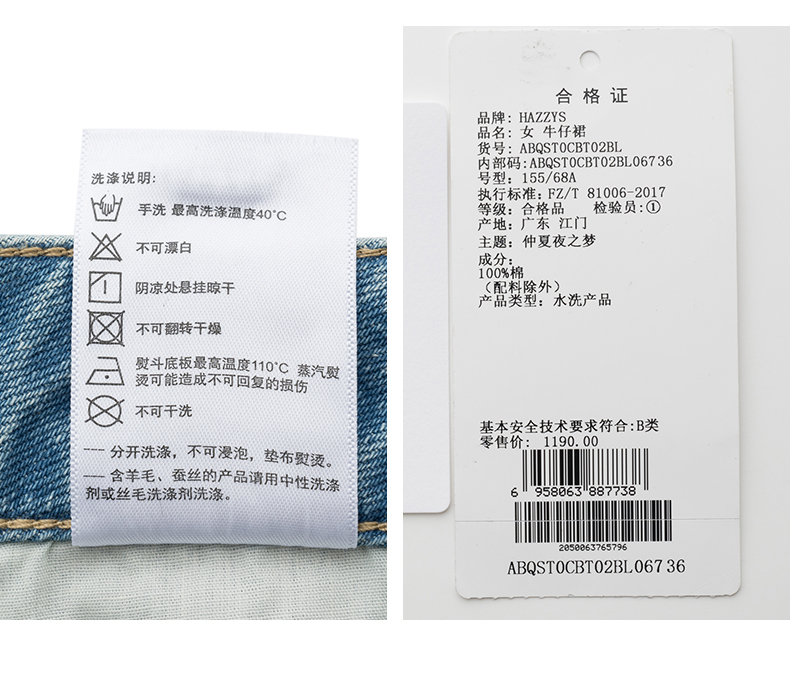 洗涤说明:
手洗 最高洗涤温度40°C
不可漂白
阴凉处悬挂晾干
不可翻转干燥
熨斗底板最高温度110°C 蒸汽熨
烫可能造成不可回复的损伤
不可干洗
--- 分开洗涤，不可浸泡，垫布熨烫。
--- 含羊毛、蚕丝的产品请用中性洗涤
剂或丝毛洗涤剂洗涤。
合格证
品牌: HAZZYS
品名: 女 牛仔裙
货号: ABQST0CBT02BL
内部码:ABQST0CBT02BL06736
号型: 155/68A
执行标准: FZ/T 81006-2017
等级: 合格品 检验员:①
产地: 广东 江门
主题: 仲夏夜之梦
成分:
100%棉
（配料除外）
产品类型: 水洗产品
基本安全技术要求符合:B类
零售价: 1190.00
6 958063 887738
2050063765796
ABQST0CBT02BL06736